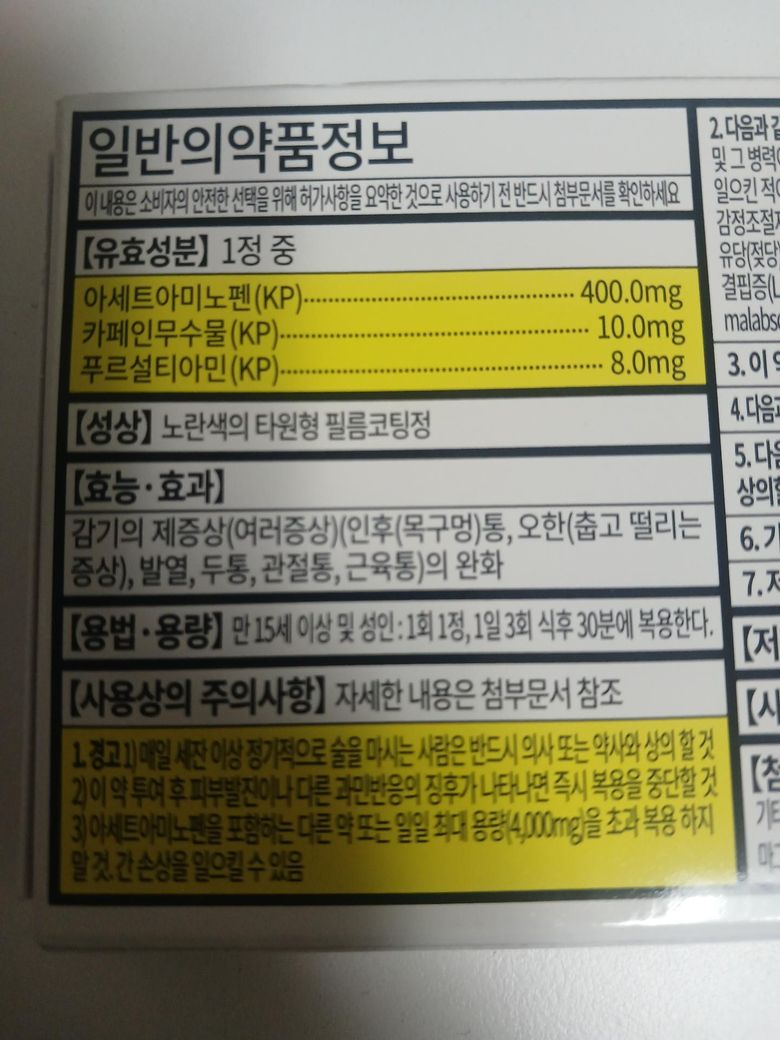 일반의약품정보
이 내용은 소비자의 안전한 선택을 위해 허가사항을 요약한 것으로 사용하기 전 반드시 첨부문서를 확인하세요
【유효성분】 1정 중
아세트아미노펜(KP)·················· 400.0mg
카페인무수물(KP)·················· 10.0mg
푸르설티아민(KP)·················· 8.0mg
【성상】 노란색의 타원형 필름코팅정
【효능·효과】
감기의 제증상(여러증상)(인후(목구멍)통, 오한(춥고 떨리는
증상), 발열, 두통, 관절통, 근육통)의 완화
【용법·용량】 만 15세 이상 및 성인 : 1회 1정, 1일 3회 식후 30분에 복용한다.
【사용상의 주의사항】 자세한 내용은 첨부문서 참조
1. 경고 1) 매일 세잔 이상 정기적으로 술을 마시는 사람은 반드시 의사 또는 약사와 상의 할 것
2) 이 약 투여 후 피부발진이나 다른 과민반응의 징후가 나타나면 즉시 복용을 중단할 것
3) 아세트아미노펜을 포함하는 다른 약 또는 일일 최대 용량(4,000mg)을 초과 복용 하지
말 것. 간 손상을 일으킬 수 있음
2. 다음과
및 그 병력
일으킨 적
감정조절
유당(젖당)
결핍증(L
malabso
3. 이
4. 다음
5. 다음
상의
6.
7.
【저
【사
【첨
기타